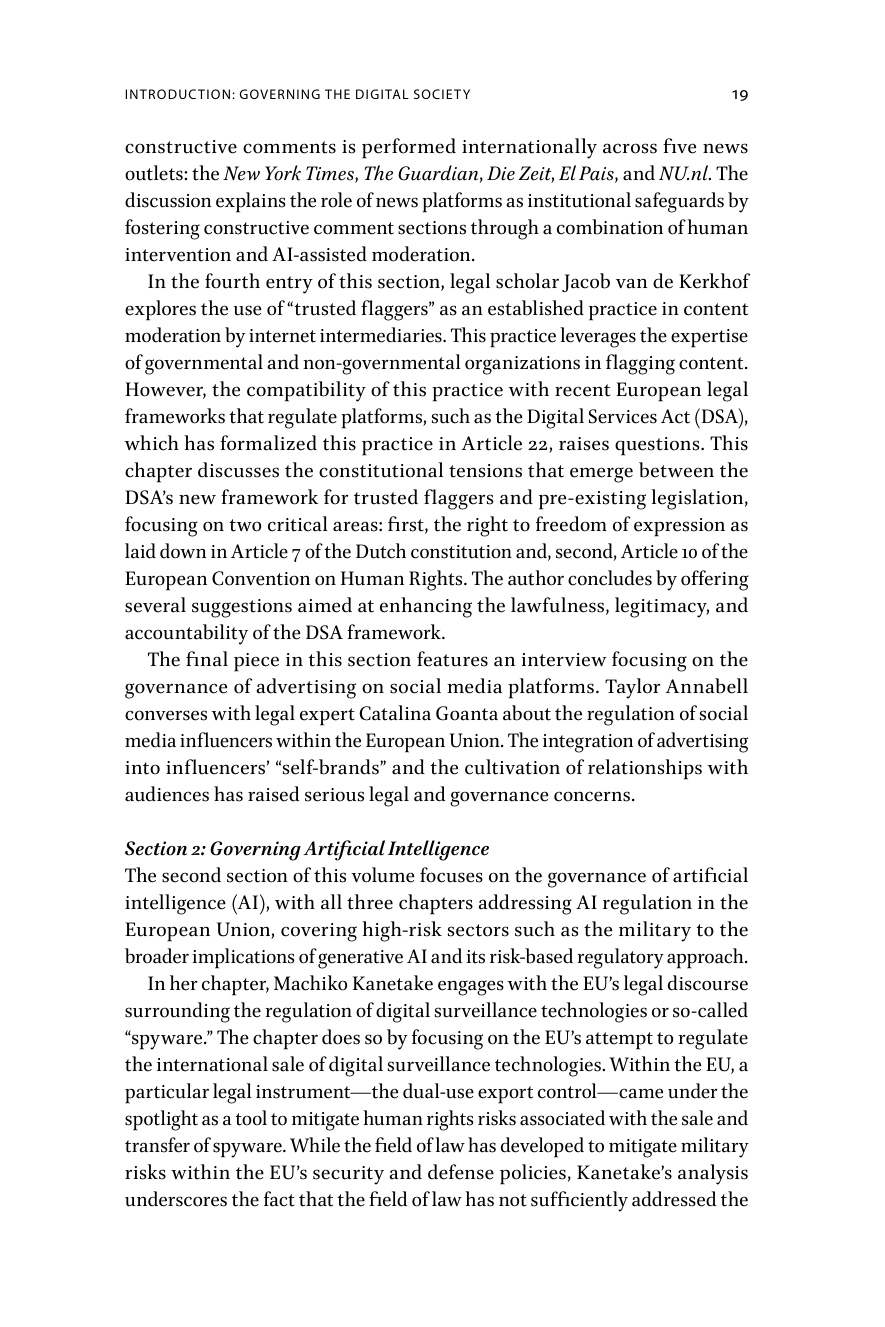 INTRODUCTION: GOVERNING THE DIGITAL SOCIETY 19
constructive comments is performed internationally across five news
outlets: the New York Times, The Guardian, Die Zeit, El Pais, and NU.nl. The
discussion explains the role of news platforms as institutional safeguards by
fostering constructive comment sections through a combination of human
intervention and AI-assisted moderation.
In the fourth entry of this section, legal scholar Jacob van de Kerkhof
explores the use of “trusted flaggers” as an established practice in content
moderation by internet intermediaries. This practice leverages the expertise
of governmental and non-governmental organizations in flagging content.
However, the compatibility of this practice with recent European legal
frameworks that regulate platforms, such as the Digital Services Act (DSA),
which has formalized this practice in Article 22, raises questions. This
chapter discusses the constitutional tensions that emerge between the
DSA’s new framework for trusted flaggers and pre-existing legislation,
focusing on two critical areas: first, the right to freedom of expression as
laid down in Article 7 of the Dutch constitution and, second, Article 10 of the
European Convention on Human Rights. The author concludes by offering
several suggestions aimed at enhancing the lawfulness, legitimacy, and
accountability of the DSA framework.
The final piece in this section features an interview focusing on the
governance of advertising on social media platforms. Taylor Annabell
converses with legal expert Catalina Goanta about the regulation of social
media influencers within the European Union. The integration of advertising
into influencers’ “self-brands” and the cultivation of relationships with
audiences has raised serious legal and governance concerns.
Section 2: Governing Artificial Intelligence
The second section of this volume focuses on the governance of artificial
intelligence (AI), with all three chapters addressing AI regulation in the
European Union, covering high-risk sectors such as the military to the
broader implications of generative AI and its risk-based regulatory approach.
In her chapter, Machiko Kanetake engages with the EU’s legal discourse
surrounding the regulation of digital surveillance technologies or so-called
“spyware.” The chapter does so by focusing on the EU’s attempt to regulate
the international sale of digital surveillance technologies. Within the EU, a
particular legal instrument—the dual-use export control—came under the
spotlight as a tool to mitigate human rights risks associated with the sale and
transfer of spyware. While the field of law has developed to mitigate military
risks within the EU’s security and defense policies, Kanetake’s analysis
underscores the fact that the field of law has not sufficiently addressed the